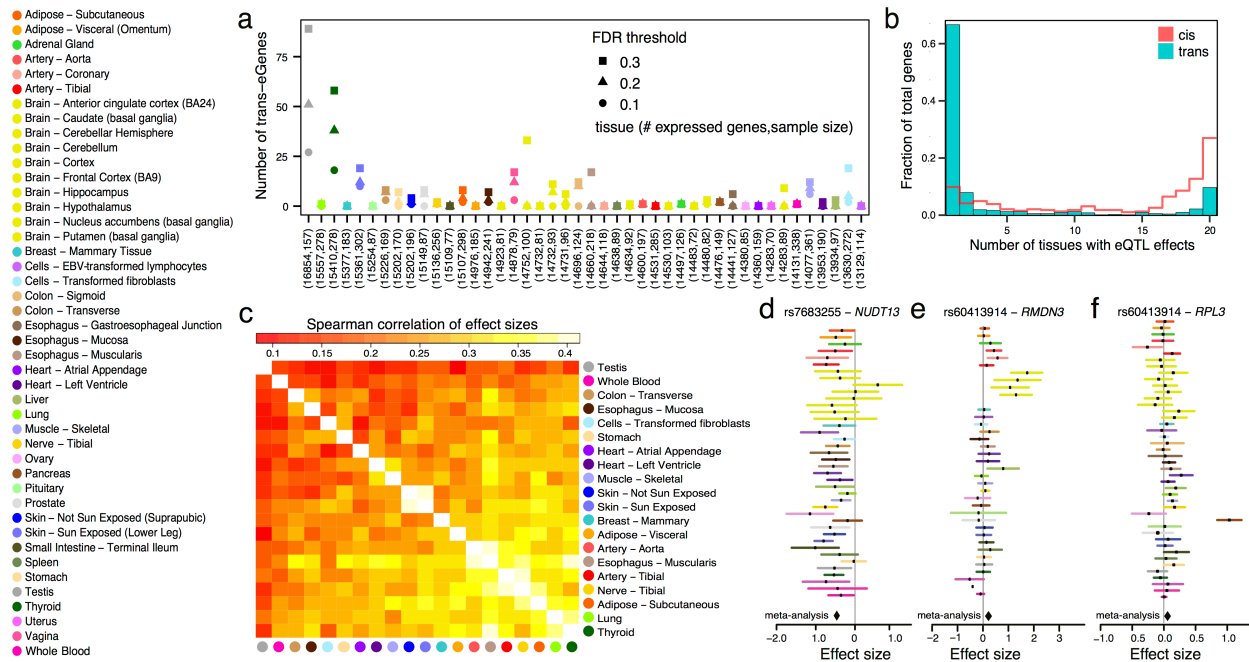 Adipose – Subcutaneous
Adipose – Visceral (Omentum)
Adrenal Gland
Artery – Aorta
Artery – Coronary
Artery – Tibial
Brain – Anterior cingulate cortex (BA24)
Brain – Caudate (basal ganglia)
Brain – Cerebellar Hemisphere
Brain – Cerebellum
Brain – Cortex
Brain – Frontal Cortex (BA9)
Brain – Hippocampus
Brain – Hypothalamus
Brain – Nucleus accumbens (basal ganglia)
Brain – Putamen (basal ganglia)
Breast – Mammary Tissue
Cells – EBV-transformed lymphocytes
Cells – Transformed fibroblasts
Colon – Sigmoid
Colon – Transverse
Esophagus – Gastroesophageal Junction
Esophagus – Mucosa
Esophagus – Muscularis
Heart – Atrial Appendage
Heart – Left Ventricle
Liver
Lung
Muscle – Skeletal
Nerve – Tibial
Ovary
Pancreas
Pituitary
Prostate
Skin – Not Sun Exposed (Suprapubic)
Skin – Sun Exposed (Lower Leg)
Small Intestine – Terminal Ileum
Spleen
Stomach
Testis
Thyroid
Uterus
Vagina
Whole Blood
a
Number of trans–eGenes
75
50
25
0
FDR threshold
0.3
0.2
0.1
tissue (# expressed genes,sample size)
(16854,157)
(15557,278)
(15410,278)
(15377,183)
(15361,302)
(15254,87)
(15226,169)
(15202,170)
(15202,196)
(15149,87)
(15136,256)
(15109,77)
(15107,298)
(14976,185)
(14942,241)
(14923,81)
(14876,79)
(14752,100)
(14732,81)
(14732,93)
(14731,96)
(14696,124)
(14660,218)
(14644,118)
(14638,89)
(14634,92)
(14600,197)
(14531,285)
(14530,103)
(14497,126)
(14483,72)
(14480,82)
(14476,149)
(14441,127)
(14380,85)
(14360,159)
(14283,70)
(14283,89)
(14131,338)
(14077,361)
(13953,190)
(13934,97)
(13630,272)
(13129,114)
b
Fraction of total genes
0.6
0.4
0.2
0.0
cis
trans
1
5
10
15
20
Number of tissues with eQTL effects
c
Spearman correlation of effect sizes
0.1
0.15
0.2
0.25
0.3
0.35
0.4
Testis
Whole Blood
Colon – Transverse
Esophagus – Mucosa
Cells – Transformed fibroblasts
Stomach
Heart – Atrial Appendage
Heart – Left Ventricle
Muscle – Skeletal
Skin – Not Sun Exposed
Skin – Sun Exposed
Breast – Mammary
Adipose – Visceral
Artery – Aorta
Esophagus – Muscularis
Artery – Tibial
Nerve – Tibial
Adipose – Subcutaneous
Lung
Thyroid
d
rs7683255 – NUDT13
meta–analysis
−2.0
1.0
0
1.0
Effect size
e
rs60413914 – RMDN3
meta–analysis
−2
0
1
2
3
Effect size
f
rs60413914 – RPL3
meta–analysis
−1.0
0.0
0.5
1.0
Effect size